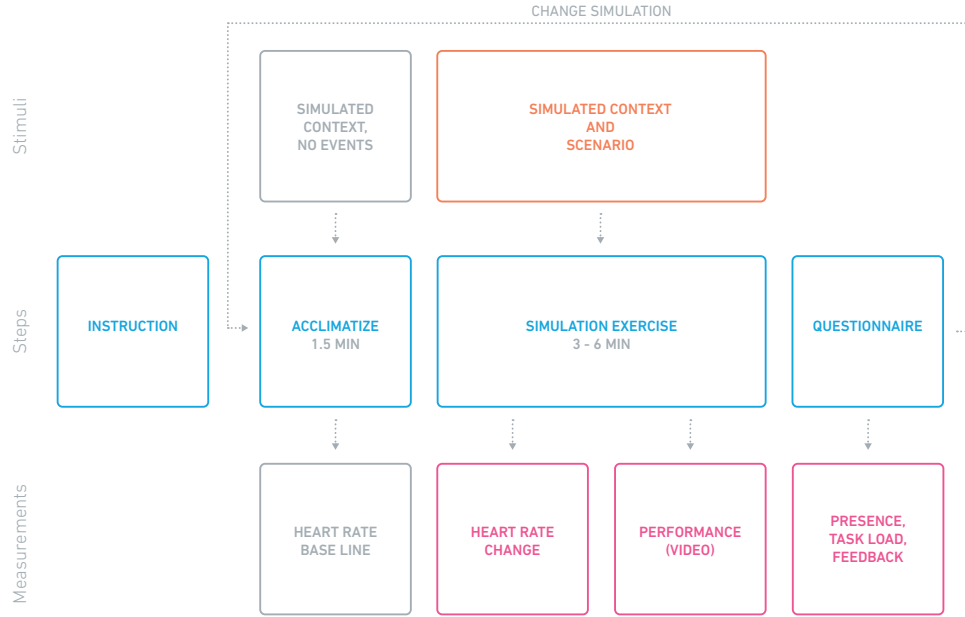 CHANGE SIMULATION
Stimuli
SIMULATED
CONTEXT,
NO EVENTS
SIMULATED CONTEXT
AND
SCENARIO
Steps
INSTRUCTION
ACCLIMATIZE
1.5 MIN
SIMULATION EXERCISE
3 - 6 MIN
QUESTIONNAIRE
Measurements
HEART RATE
BASE LINE
HEART RATE
CHANGE
PERFORMANCE
(VIDEO)
PRESENCE,
TASK LOAD,
FEEDBACK